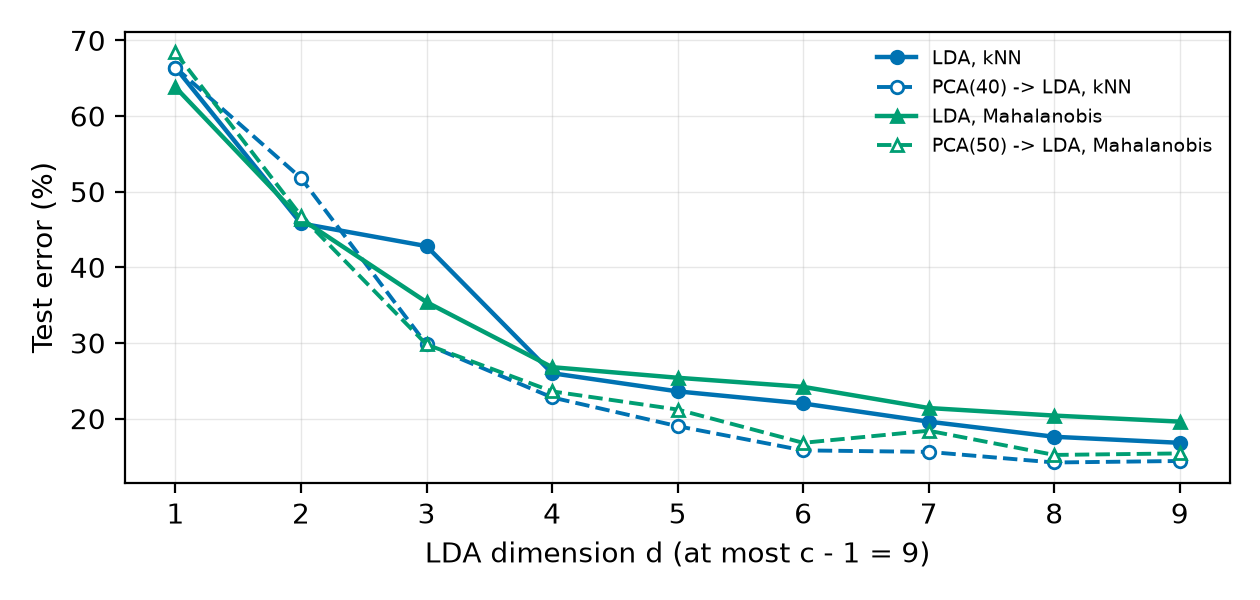 70
60
50
40
30
20
Test error (%)
LDA, kNN
PCA(40) -> LDA, kNN
LDA, Mahalanobis
PCA(50) -> LDA, Mahalanobis
1 2 3 4 5 6 7 8 9
LDA dimension d (at most c - 1 = 9)